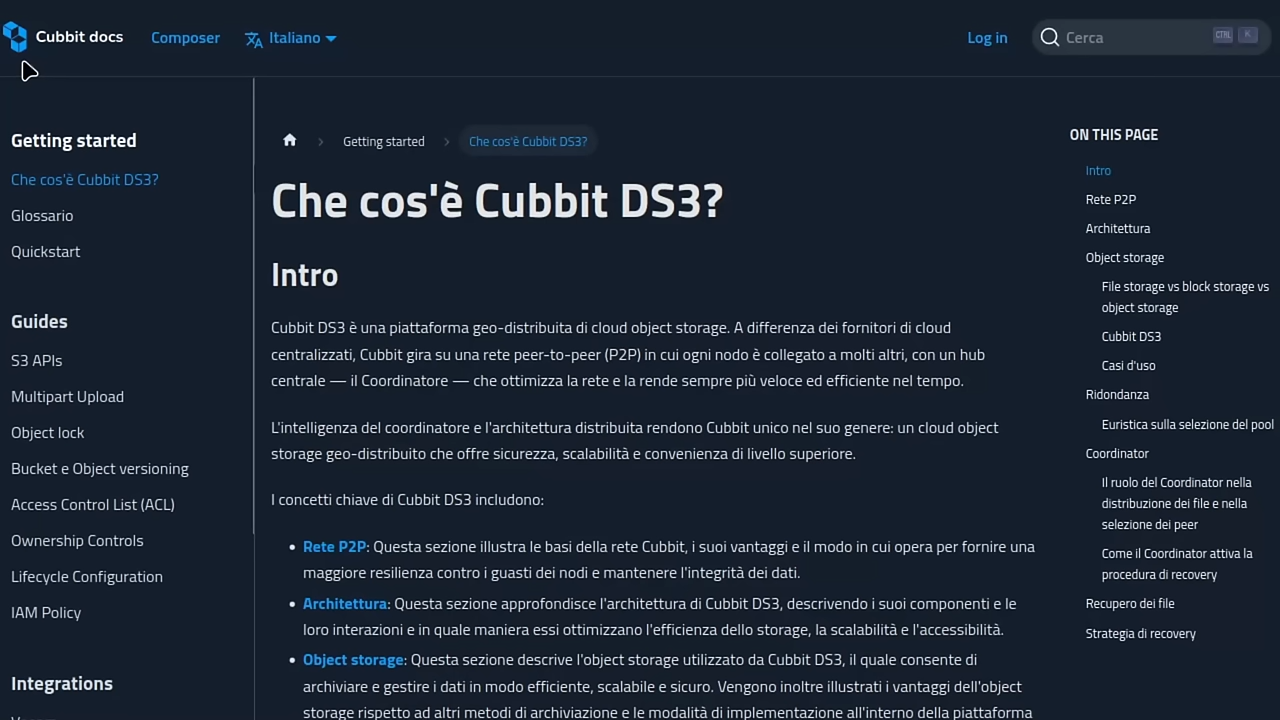 Cubbit docs
Composer
Italiano
Log in
Cerca
CTRL
K
Getting started
Che cos'è Cubbit DS3?
Glossario
Quickstart
Guides
S3 APIs
Multipart Upload
Object lock
Bucket e Object versioning
Access Control List (ACL)
Ownership Controls
Lifecycle Configuration
IAM Policy
Integrations
Getting started
Che cos'è Cubbit DS3?
Che cos'è Cubbit DS3?
Intro
Cubbit DS3 è una piattaforma geo-distribuita di cloud object storage. A differenza dei fornitori di cloud
centralizzati, Cubbit gira su una rete peer-to-peer (P2P) in cui ogni nodo è collegato a molti altri, con un hub
centrale — il Coordinatore — che ottimizza la rete e la rende sempre più veloce ed efficiente nel tempo.
L'intelligenza del coordinatore e l'architettura distribuita rendono Cubbit unico nel suo genere: un cloud object
storage geo-distribuito che offre sicurezza, scalabilità e convenienza di livello superiore.
I concetti chiave di Cubbit DS3 includono:
• Rete P2P: Questa sezione illustra le basi della rete Cubbit, i suoi vantaggi e il modo in cui opera per fornire una
maggiore resilienza contro i guasti dei nodi e mantenere l'integrità dei dati.
• Architettura: Questa sezione approfondisce l'architettura di Cubbit DS3, descrivendo i suoi componenti e le
loro interazioni e in quale maniera essi ottimizzano l'efficienza dello storage, la scalabilità e l'accessibilità.
• Object storage: Questa sezione descrive l'object storage utilizzato da Cubbit DS3, il quale consente di
archiviare e gestire i dati in modo efficiente, scalabile e sicuro. Vengono inoltre illustrati i vantaggi dell'object
storage rispetto ad altri metodi di archiviazione e le modalità di implementazione all'interno della piattaforma
ON THIS PAGE
Intro
Rete P2P
Architettura
Object storage
File storage vs block storage vs
object storage
Cubbit DS3
Casi d'uso
Ridondanza
Euristica sulla selezione del pool
Coordinator
Il ruolo del Coordinator nella
distribuzione dei file e nella
selezione dei peer
Come il Coordinator attiva la
procedura di recovery
Recupero dei file
Strategia di recovery